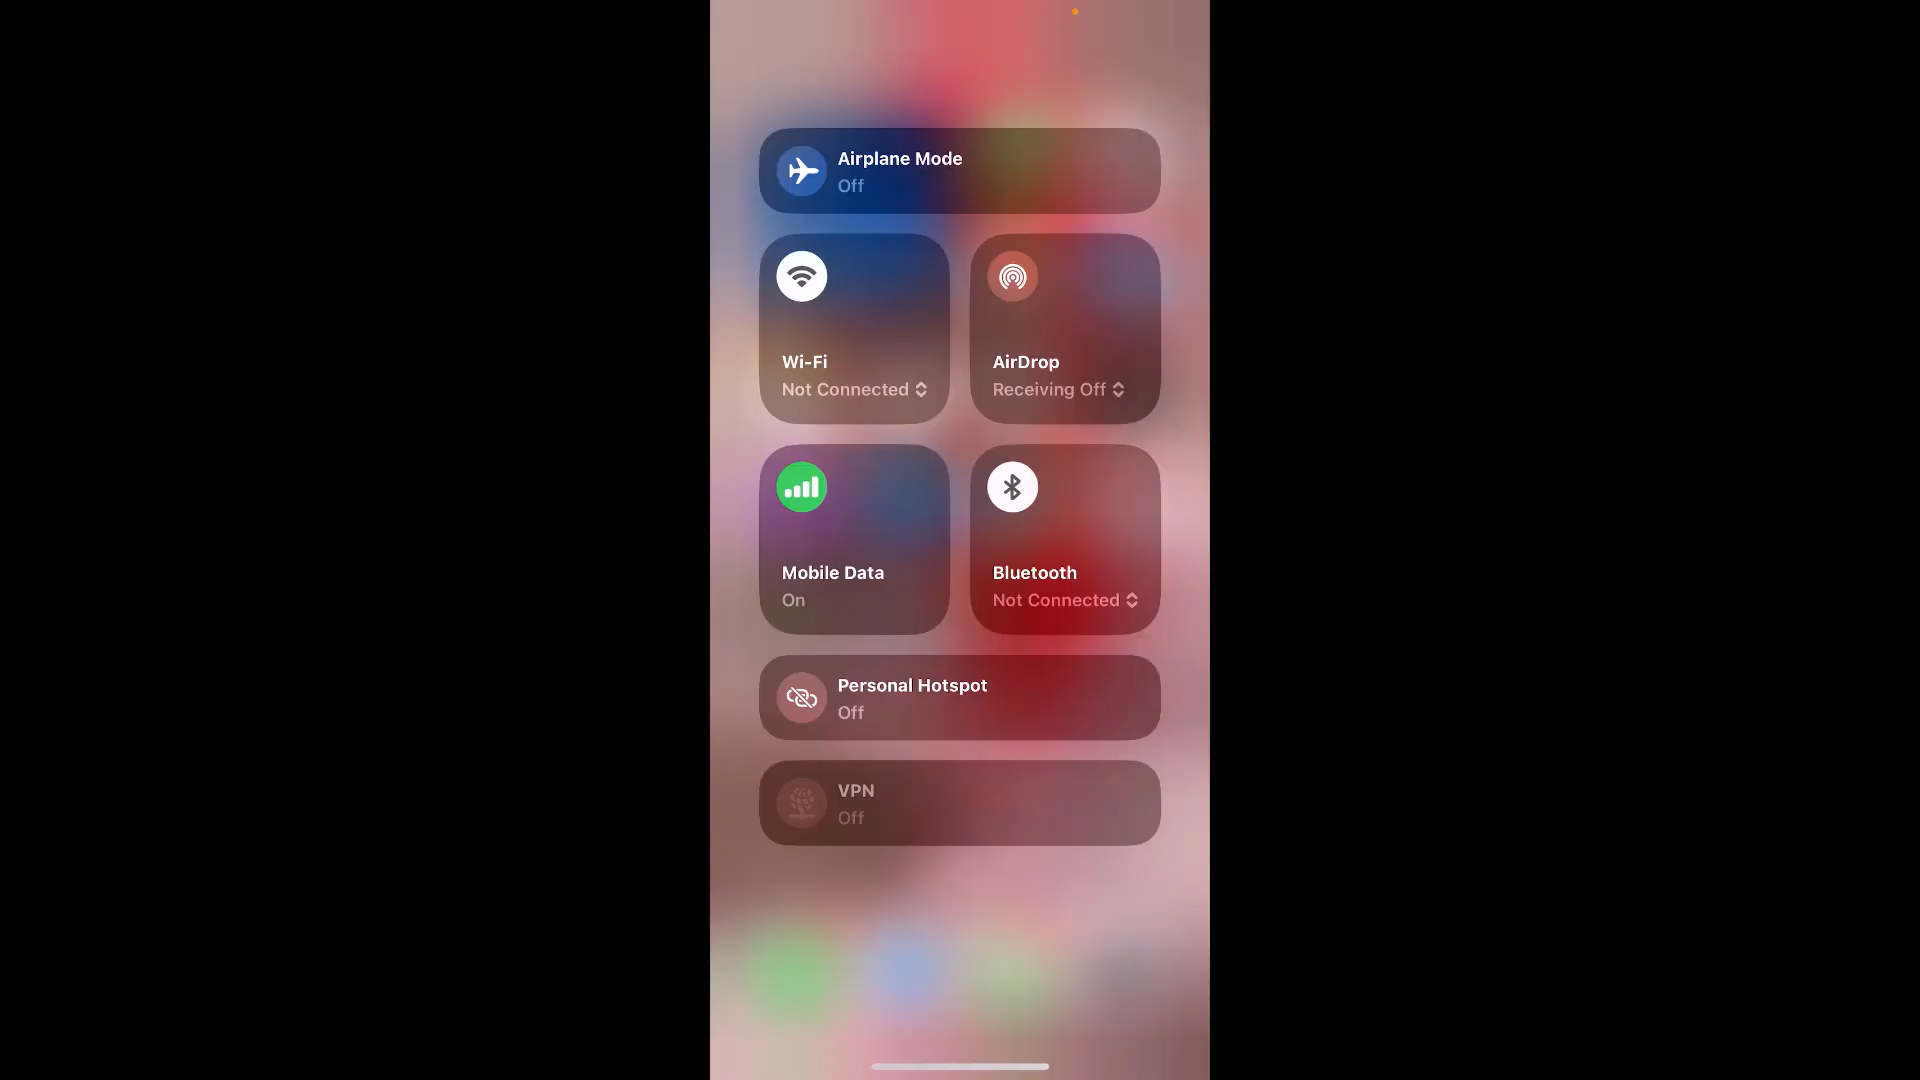 Airplane Mode
Off
Wi-Fi
Not Connected
AirDrop
Receiving Off
Mobile Data
On
Bluetooth
Not Connected
Personal Hotspot
Off
VPN
Off